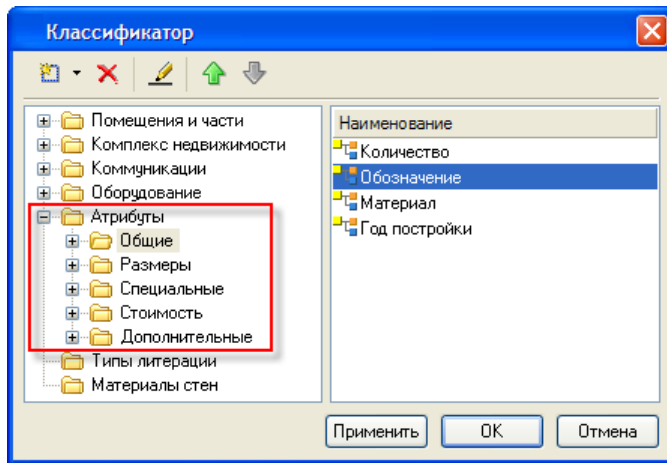 Классификатор
Помещения и части
Комплекс недвижимости
Коммуникации
Оборудование
Атрибуты
Общие
Размеры
Специальные
Стоимость
Дополнительные
Типы литерации
Материалы стен
Наименование
Количество
Обозначение
Материал
Год постройки
Применить
OK
Отмена